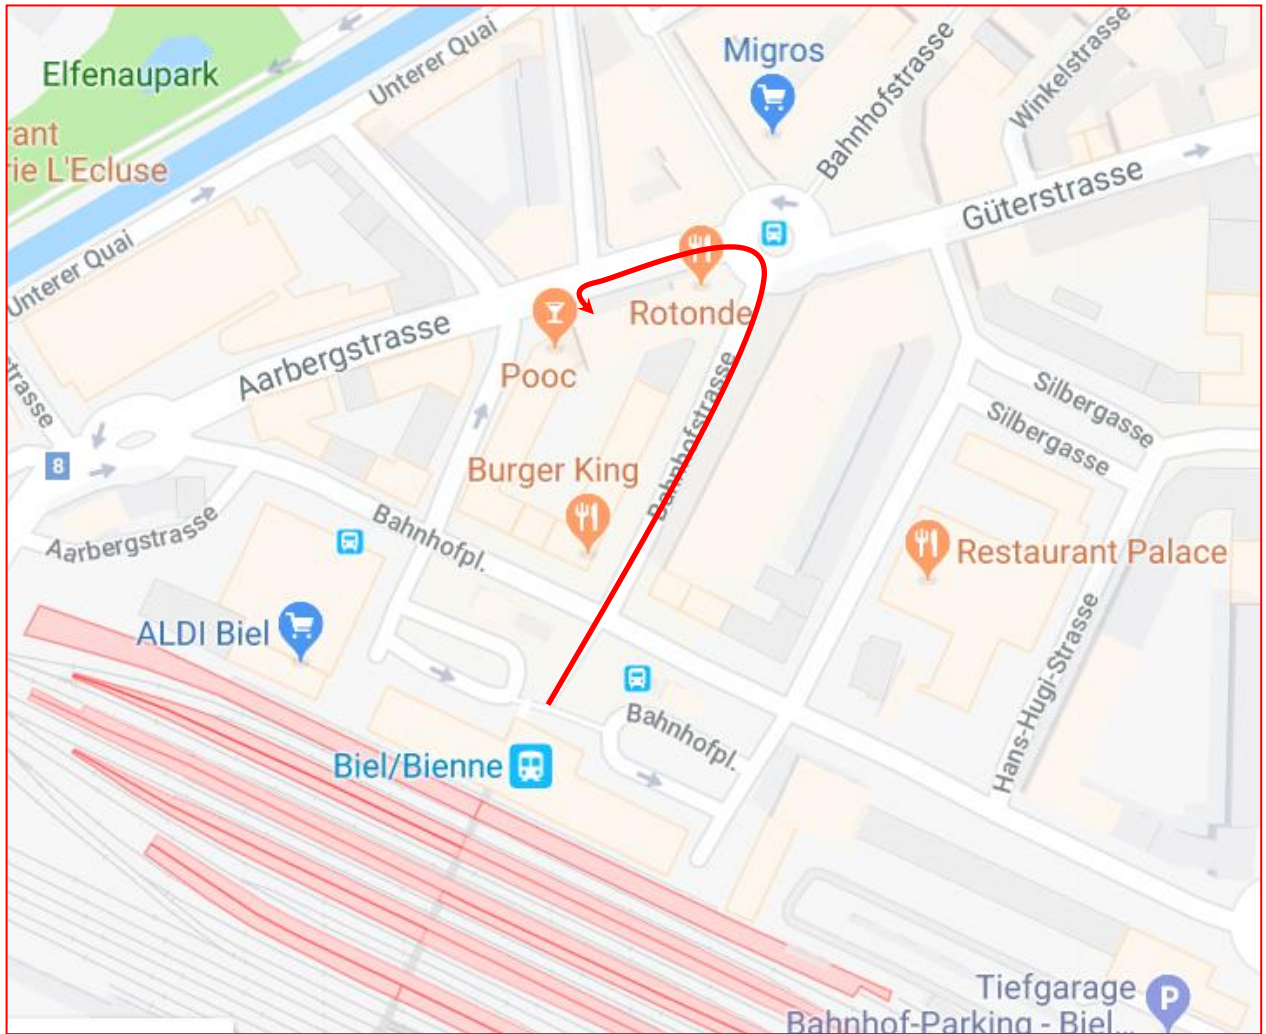 Migros
Bahnhofstrasse
Winkelstrasse
Unterer Quai
Elfenaupark
rant
rie L'Ecluse
Güterstrasse
Unterer Quai
Rotonde
Aarbergstrasse
Pooc
strasse
Silbergasse
Silbergasse
Bahnhofstrasse
8
Burger King
Aarbergstrasse
Bahnhofpl.
Restaurant Palace
ALDI Biel
Hans-Hugi-Strasse
Bahnhofpl.
Biel/Bienne
Tiefgarage
P
Bahnhof-Parking - Biel...